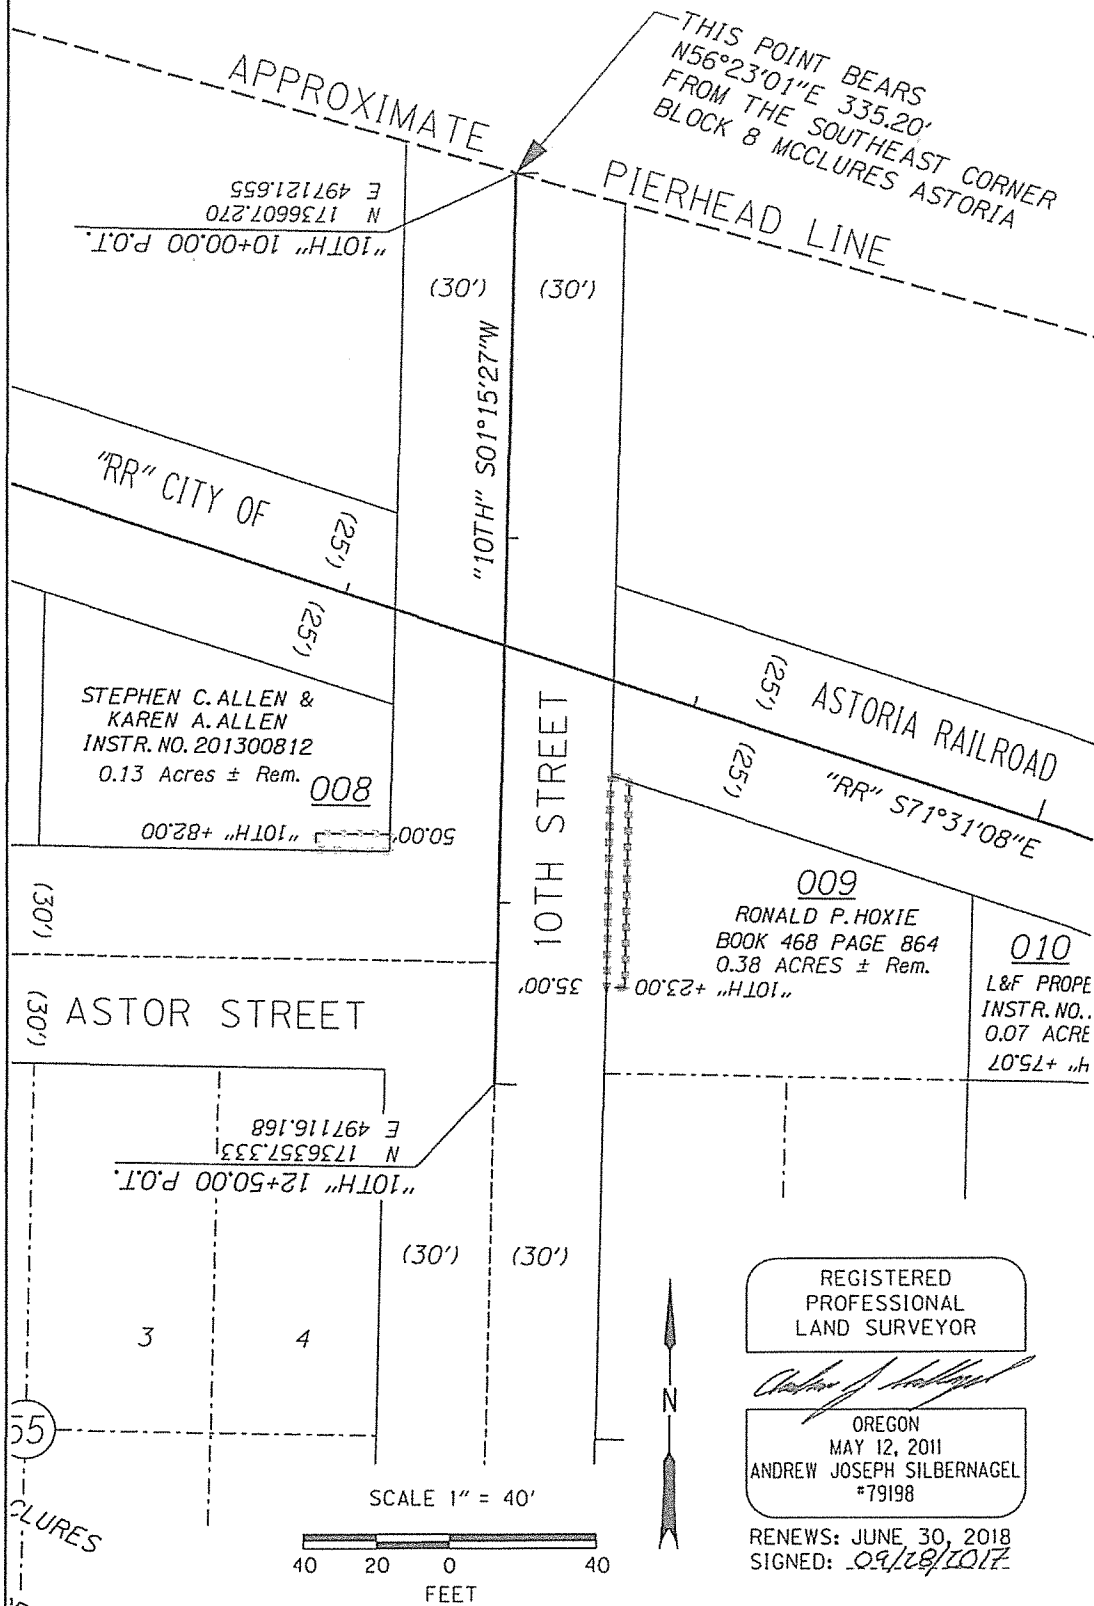 THIS POINT BEARS
N56°23'01"E 335.20'
FROM THE SOUTHEAST CORNER
BLOCK 8 MCCLURES ASTORIA
APPROXIMATE
PIERHEAD LINE
"10TH" 10+00.00 P.O.T.
N 1736607.270
E 497121.655
(30')
(30')
"10TH" S01°15'27"W
"RR" CITY OF
(25')
(25')
STEPHEN C. ALLEN &
KAREN A. ALLEN
INSTR. NO. 201300812
0.13 Acres ± Rem.
008
"10TH" +82.00
50.00'
10TH STREET
(25')
ASTORIA RAILROAD
(25')
"RR" S71°31'08"E
009
RONALD P. HOXIE
BOOK 468 PAGE 864
0.38 ACRES ± Rem.
010
L&F PROPE
INSTR. NO..
0.07 ACRE
H" +75.07
35.00'
"10TH" +23.00
(30')
(30')
ASTOR STREET
"10TH" 12+50.00 P.O.T.
N 1736357.333
E 497116.168
(30')
(30')
3
4
55
CLURES
N
REGISTERED
PROFESSIONAL
LAND SURVEYOR
OREGON
MAY 12, 2011
ANDREW JOSEPH SILBERNAGEL
#79198
RENEWS: JUNE 30, 2018
SIGNED: 09/28/2017
SCALE 1" = 40'
40 20 0 40
FEET